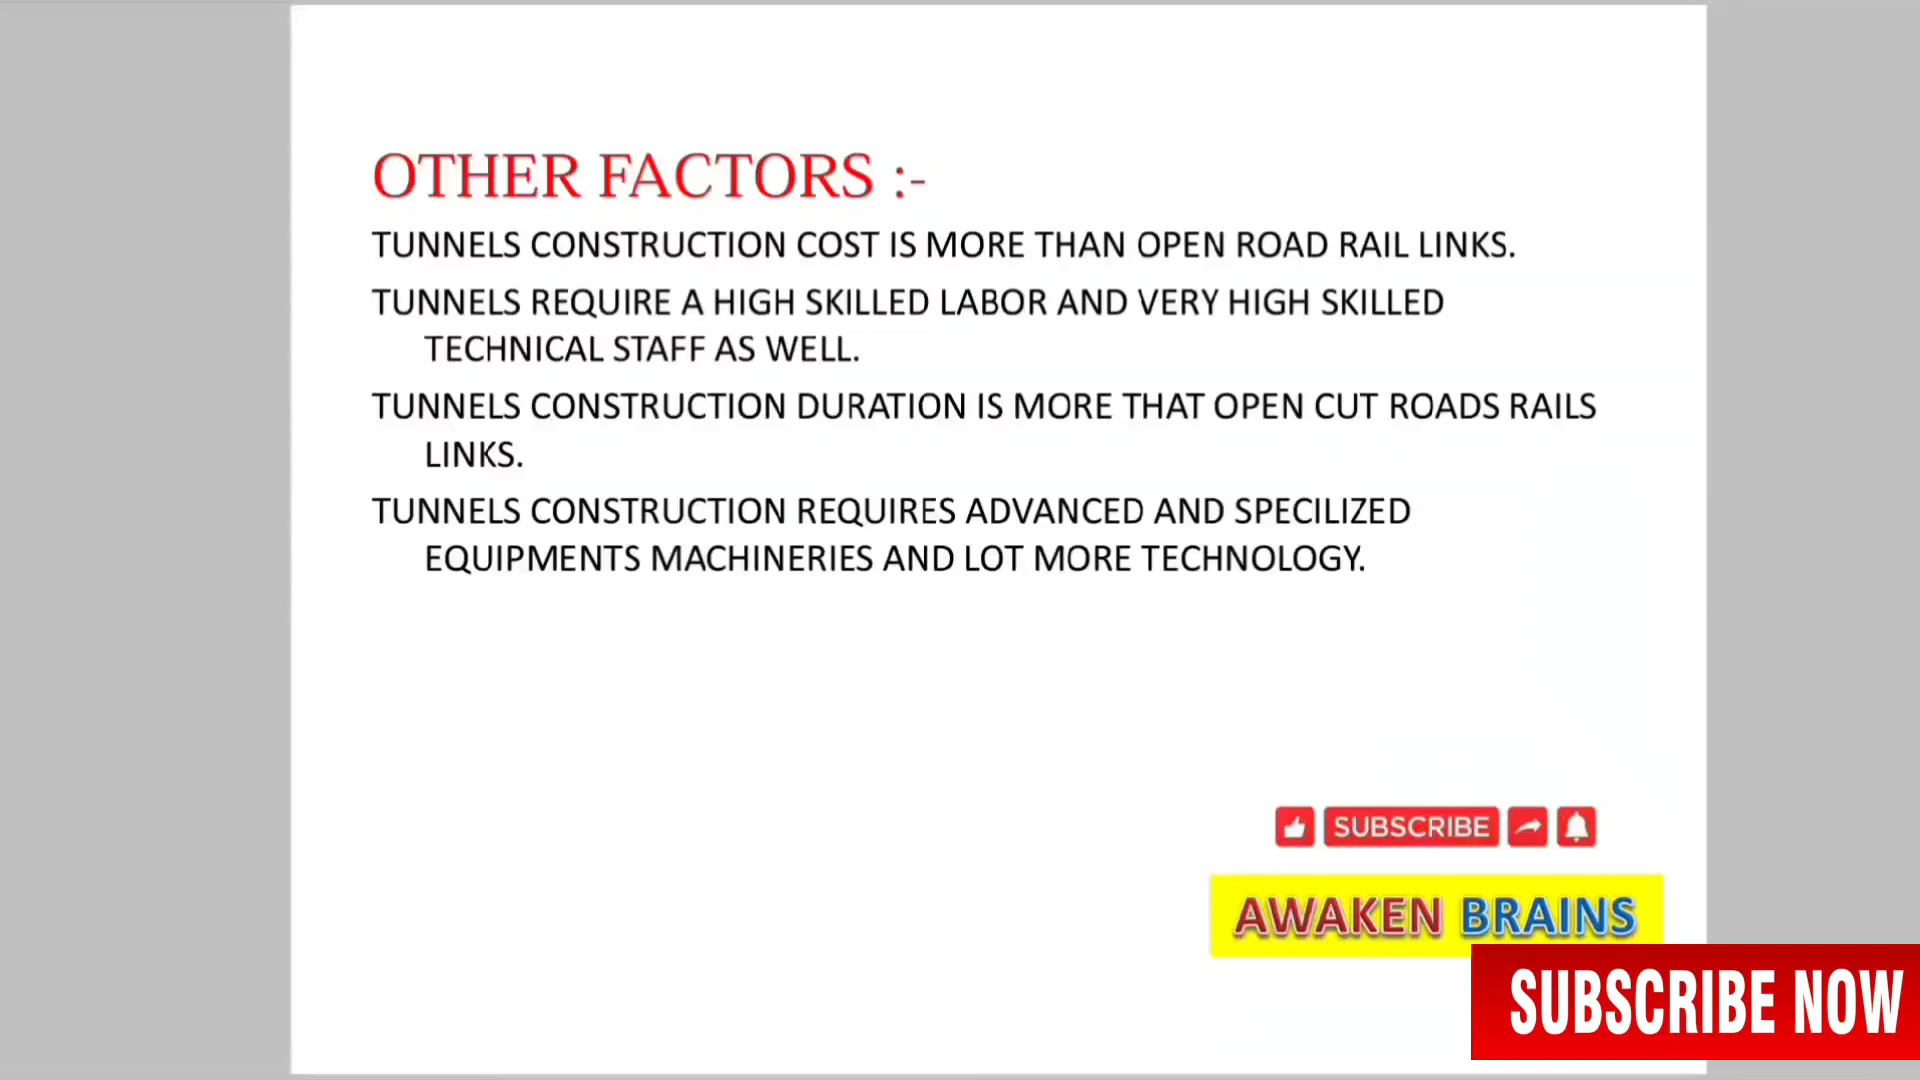 OTHER FACTORS :-
TUNNELS CONSTRUCTION COST IS MORE THAN OPEN ROAD RAIL LINKS.
TUNNELS REQUIRE A HIGH SKILLED LABOR AND VERY HIGH SKILLED
TECHNICAL STAFF AS WELL.
TUNNELS CONSTRUCTION DURATION IS MORE THAT OPEN CUT ROADS RAILS
LINKS.
TUNNELS CONSTRUCTION REQUIRES ADVANCED AND SPECILIZED
EQUIPMENTS MACHINERIES AND LOT MORE TECHNOLOGY.
SUBSCRIBE
AWAKEN BRAINS
SUBSCRIBE NOW